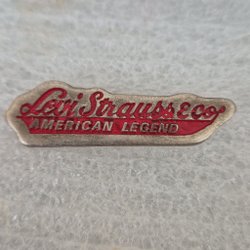 Levi Strauss & co
AMERICAN LEGEND